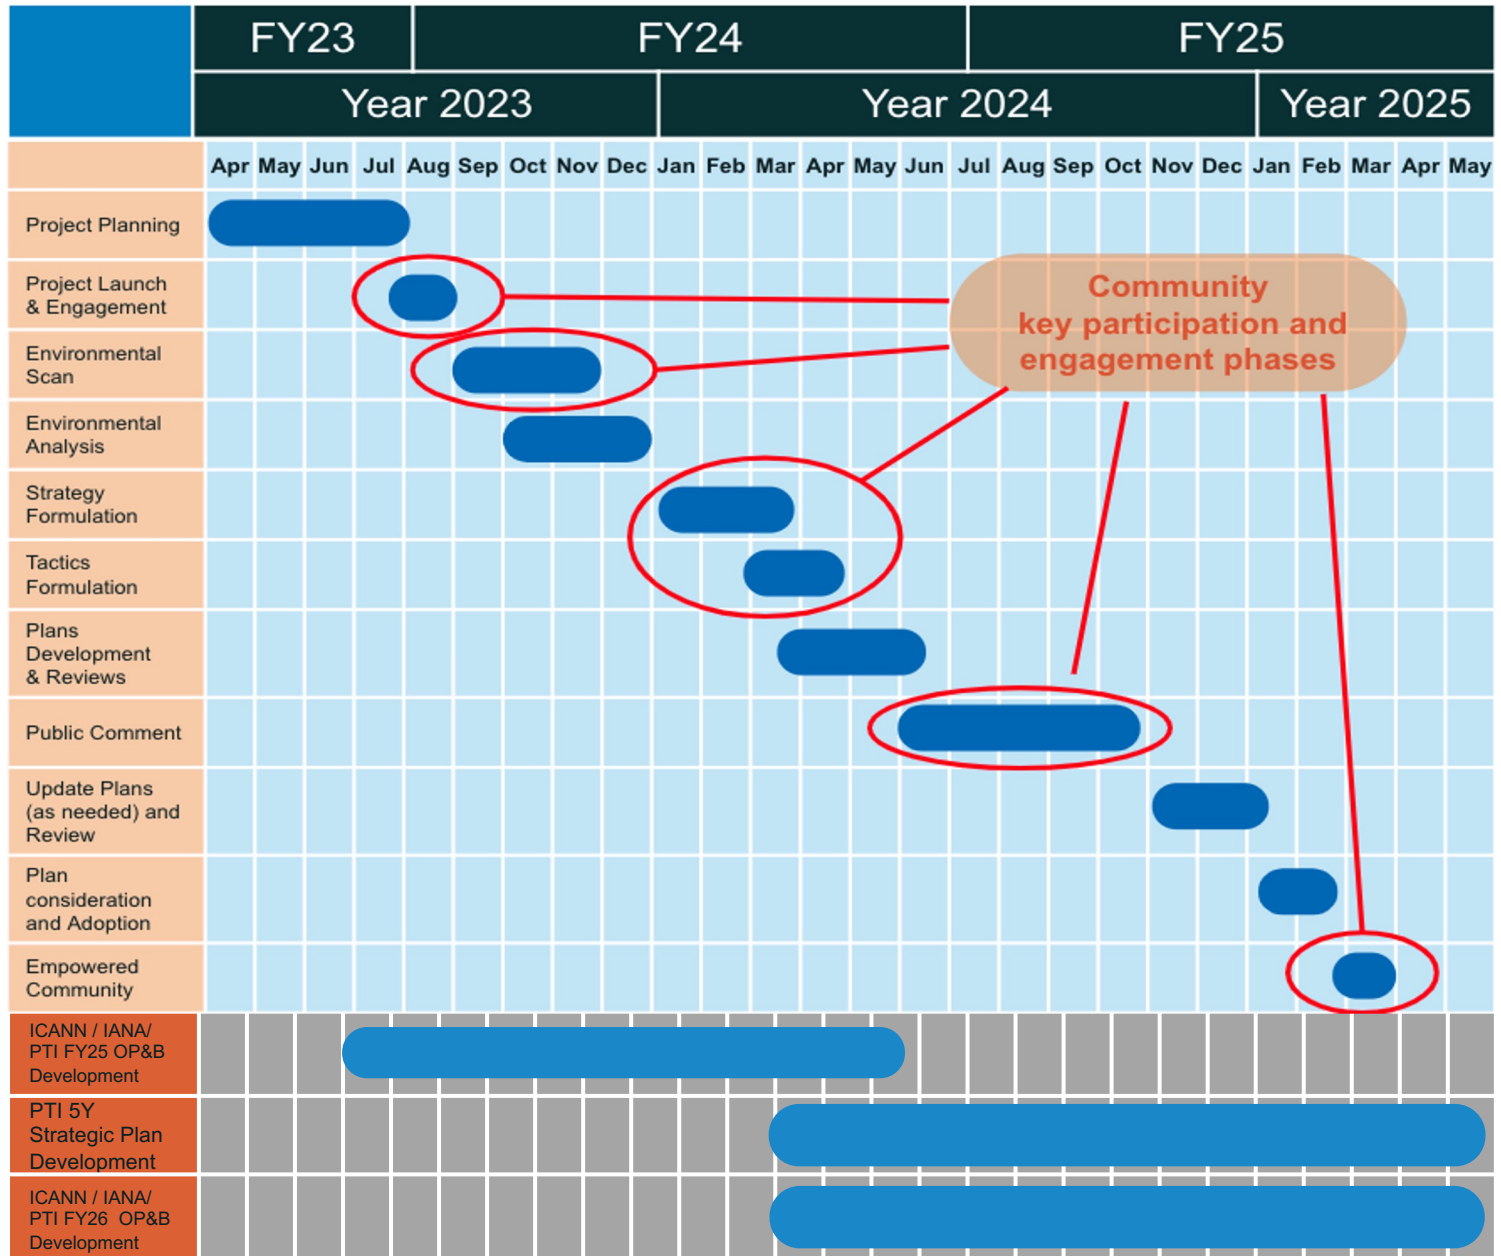 FY23 FY24 FY25
Year 2023 Year 2024 Year 2025
Apr May Jun Jul Aug Sep Oct Nov Dec Jan Feb Mar Apr May Jun Jul Aug Sep Oct Nov Dec Jan Feb Mar Apr May
Project Planning
Project Launch
& Engagement
Community
key participation and
engagement phases
Environmental
Scan
Environmental
Analysis
Strategy
Formulation
Tactics
Formulation
Plans
Development
& Reviews
Public Comment
Update Plans
(as needed) and
Review
Plan
consideration
and Adoption
Empowered
Community
ICANN / IANA/
PTI FY25 OP&B
Development
PTI 5Y
Strategic Plan
Development
ICANN / IANA/
PTI FY26 OP&B
Development